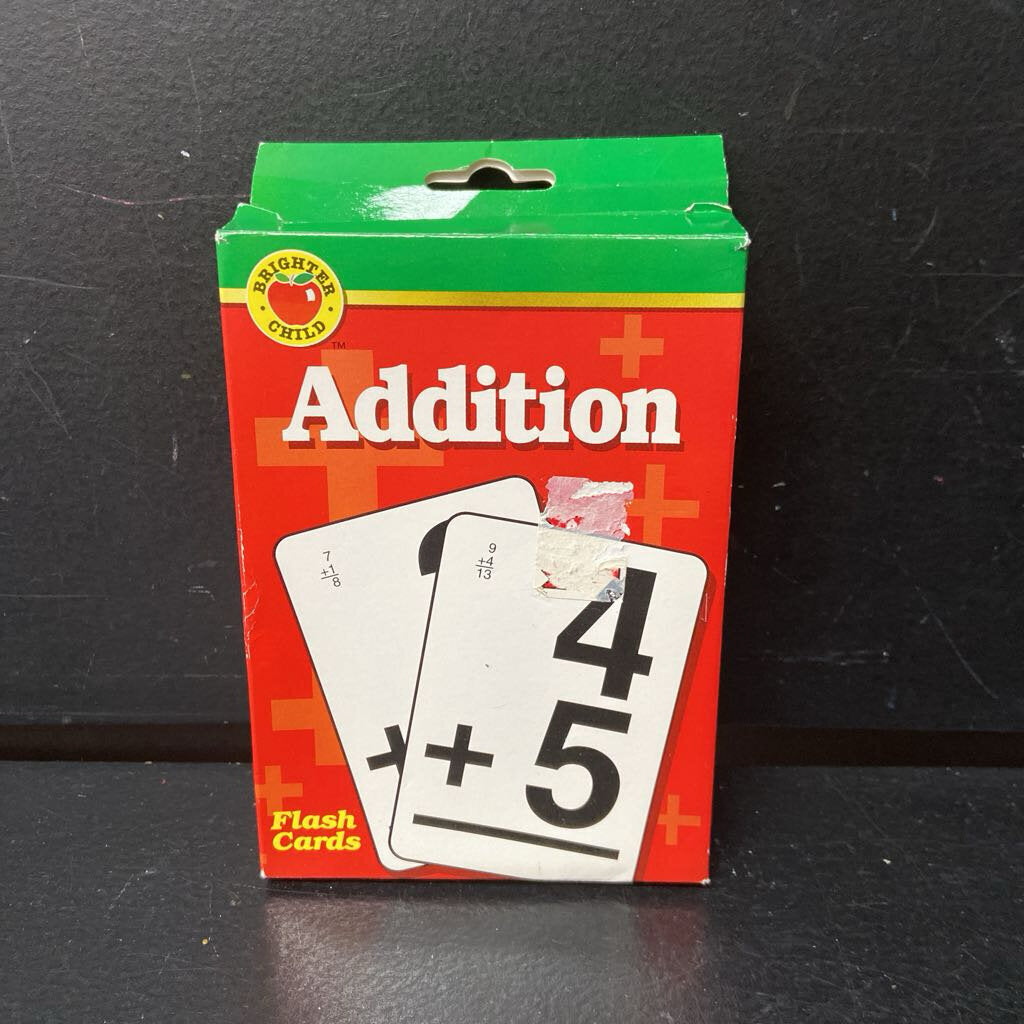 BRIGHTER
CHILD
TM
Addition
7
+1
8
9
+4
13
4
+ 5
+
Flash
Cards